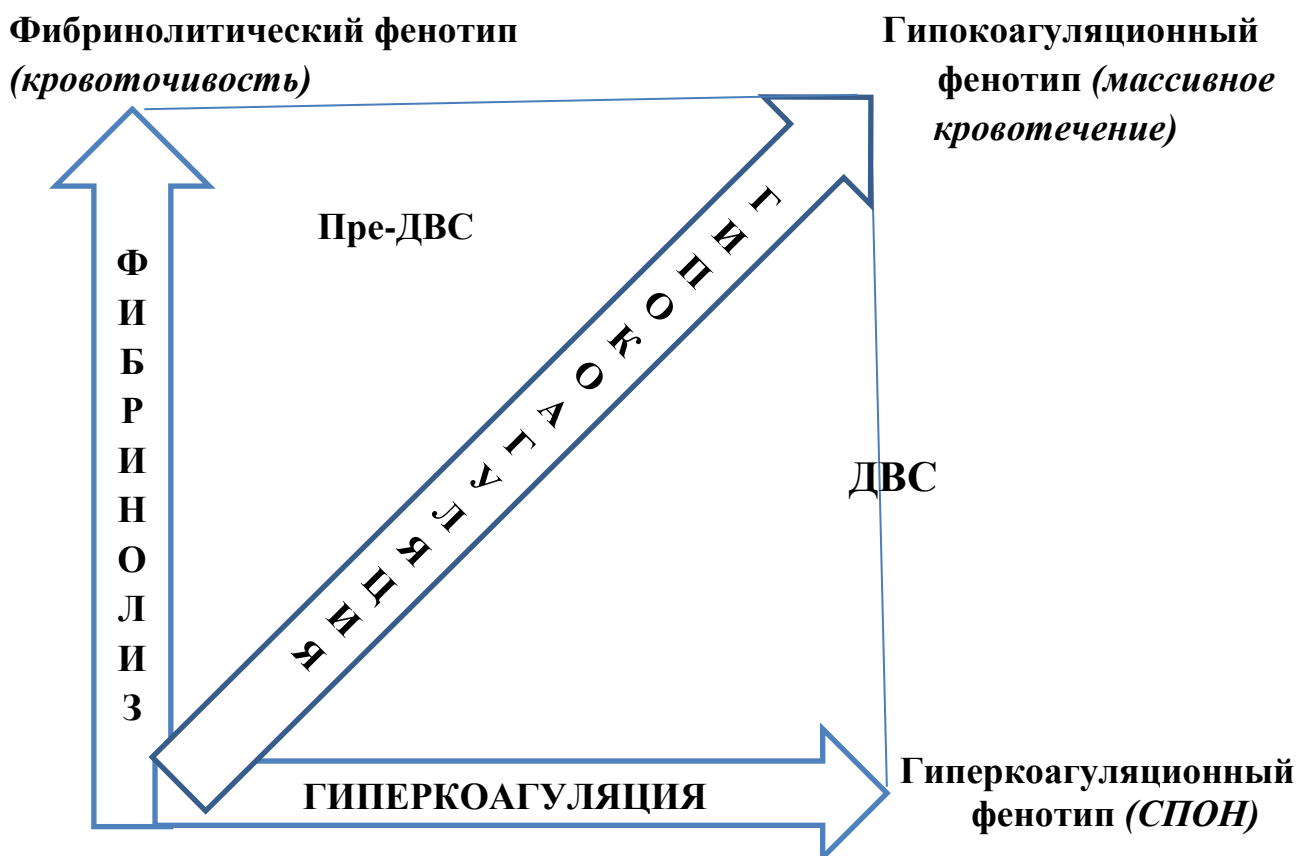 Фибринолитический фенотип
(кровоточивость)
Гипокоагуляционный
фенотип (массивное
кровотечение)
Пре-ДВС
ФИБРИНОЛИЗ
ГИПОКОАГУЛЯЦИЯ
ДВС
ГИПЕРКОАГУЛЯЦИЯ
Гиперкоагуляционный
фенотип (СПОН)